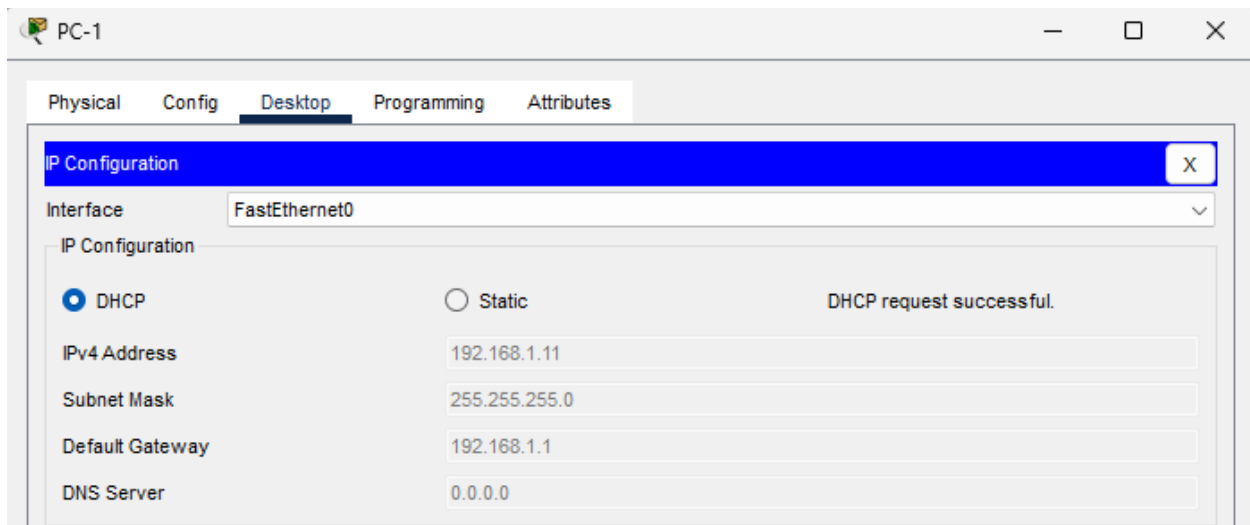 PC-1
Physical Config Desktop Programming Attributes
IP Configuration X
Interface FastEthernet0
IP Configuration
DHCP Static DHCP request successful.
IPv4 Address 192.168.1.11
Subnet Mask 255.255.255.0
Default Gateway 192.168.1.1
DNS Server 0.0.0.0